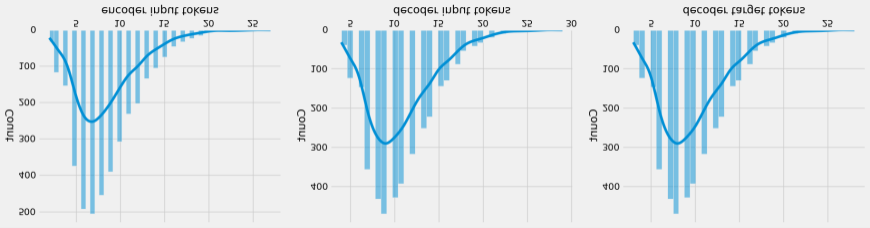 encoder input tokens decoder input tokens decoder target tokens
5 10 15 20 25 5 10 15 20 25 30 5 10 15 20 25
0 0 0
100 100 100
200 200 200
Count Count Count
300 300 300
400 400 400
500